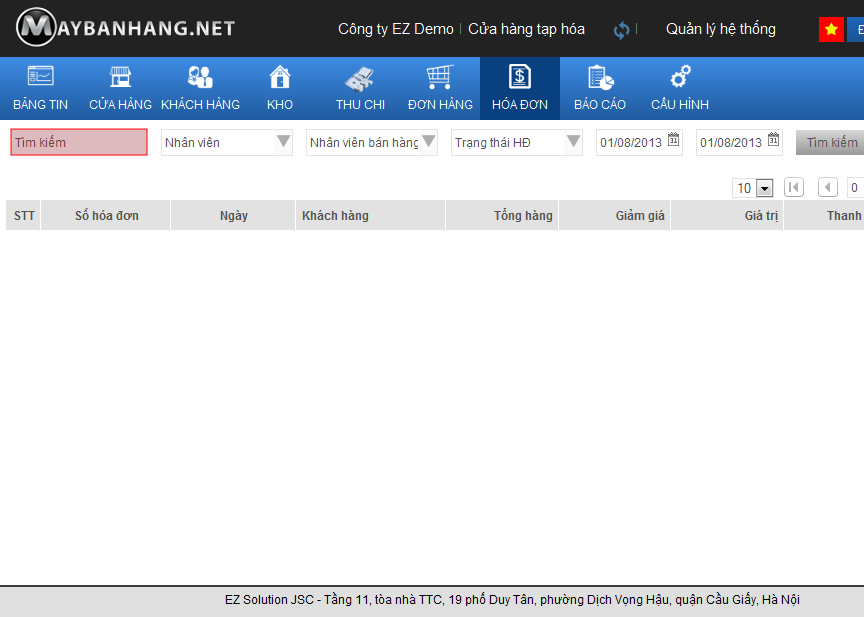 MAYBANHANG.NET Công ty EZ Demo | Cửa hàng tạp hóa | Quản lý hệ thống
BẢNG TIN CỬA HÀNG KHÁCH HÀNG KHO THU CHI ĐƠN HÀNG HÓA ĐƠN BÁO CÁO CẤU HÌNH
Tìm kiếm Nhân viên Nhân viên bán hàng Trạng thái HĐ 01/08/2013 01/08/2013 Tìm kiếm
10 0
STT Số hóa đơn Ngày Khách hàng Tổng hàng Giảm giá Giá trị Thanh
EZ Solution JSC - Tầng 11, tòa nhà TTC, 19 phố Duy Tân, phường Dịch Vọng Hậu, quận Cầu Giấy, Hà Nội